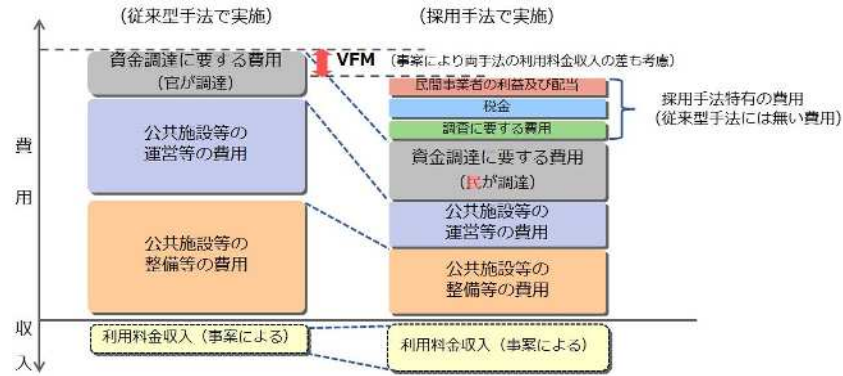 (従来型手法で実施)
(採用手法で実施)
資金調達に要する費用
(官が調達)
VFM
(事案により両手法の利用料金収入の差も考慮)
民間事業者の利益及び配当
税金
調査に要する費用
採用手法特有の費用
(従来型手法には無い費用)
公共施設等の
運営等の費用
資金調達に要する費用
(民が調達)
費
用
公共施設等の
運営等の費用
公共施設等の
整備等の費用
公共施設等の
整備等の費用
収
入
利用料金収入(事案による)
利用料金収入(事案による)